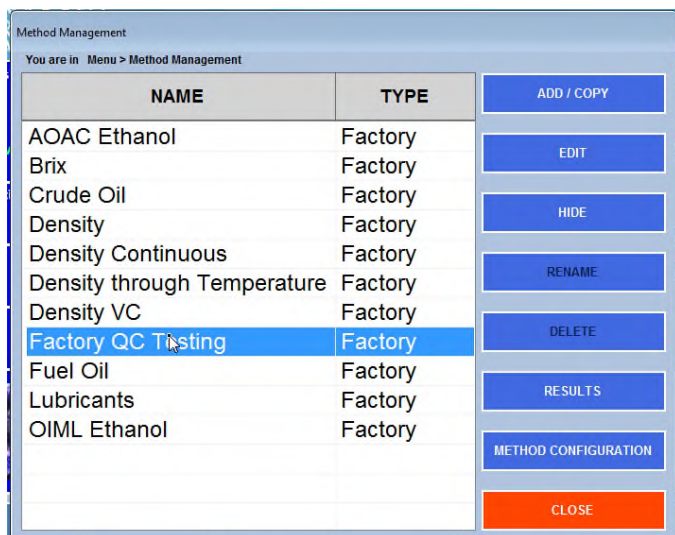 Method Management
You are in Menu > Method Management
NAME TYPE
AOAC Ethanol Factory
Brix Factory
Crude Oil Factory
Density Factory
Density Continuous Factory
Density through Temperature Factory
Density VC Factory
Factory QC Testing Factory
Fuel Oil Factory
Lubricants Factory
OIML Ethanol Factory
ADD / COPY
EDIT
HIDE
RENAME
DELETE
RESULTS
METHOD CONFIGURATION
CLOSE